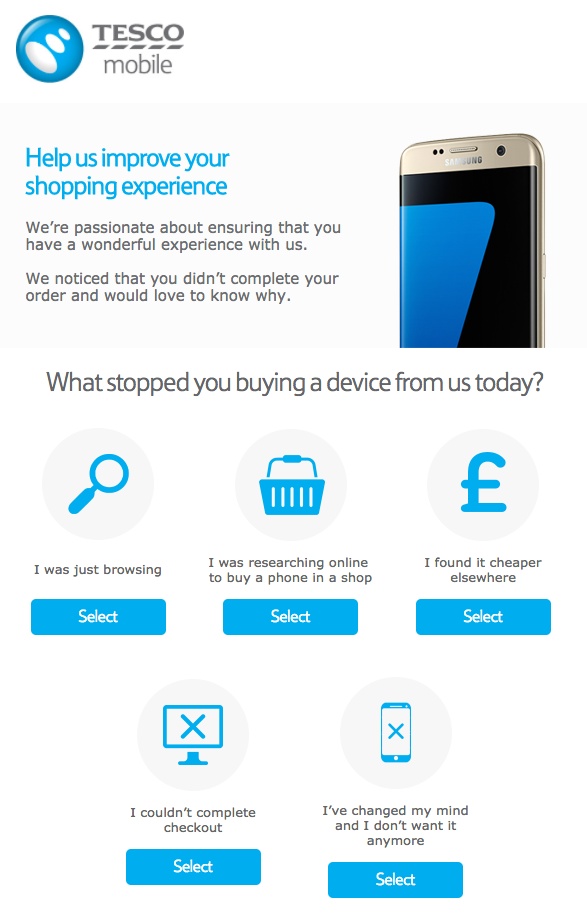 TESCO
mobile
Help us improve your
shopping experience
We’re passionate about ensuring that you
have a wonderful experience with us.
We noticed that you didn’t complete your
order and would love to know why.
SAMSUNG
What stopped you buying a device from us today?
I was just browsing
Select
I was researching online
to buy a phone in a shop
Select
£
I found it cheaper
elsewhere
Select
I couldn’t complete
checkout
Select
I’ve changed my mind
and I don’t want it
anymore
Select